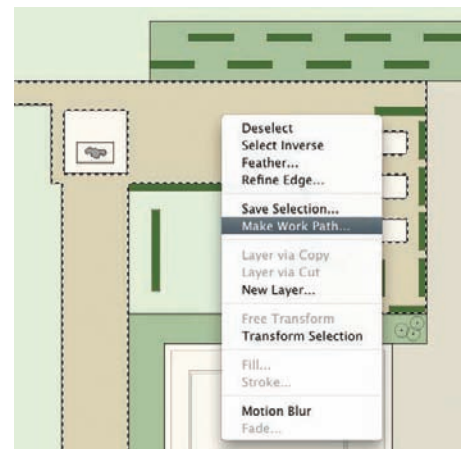 Deselect
Select Inverse
Feather...
Refine Edge...
Save Selection...
Make Work Path...
Layer via Copy
Layer via Cut
New Layer...
Free Transform
Transform Selection
Fill...
Stroke...
Motion Blur
Fade...